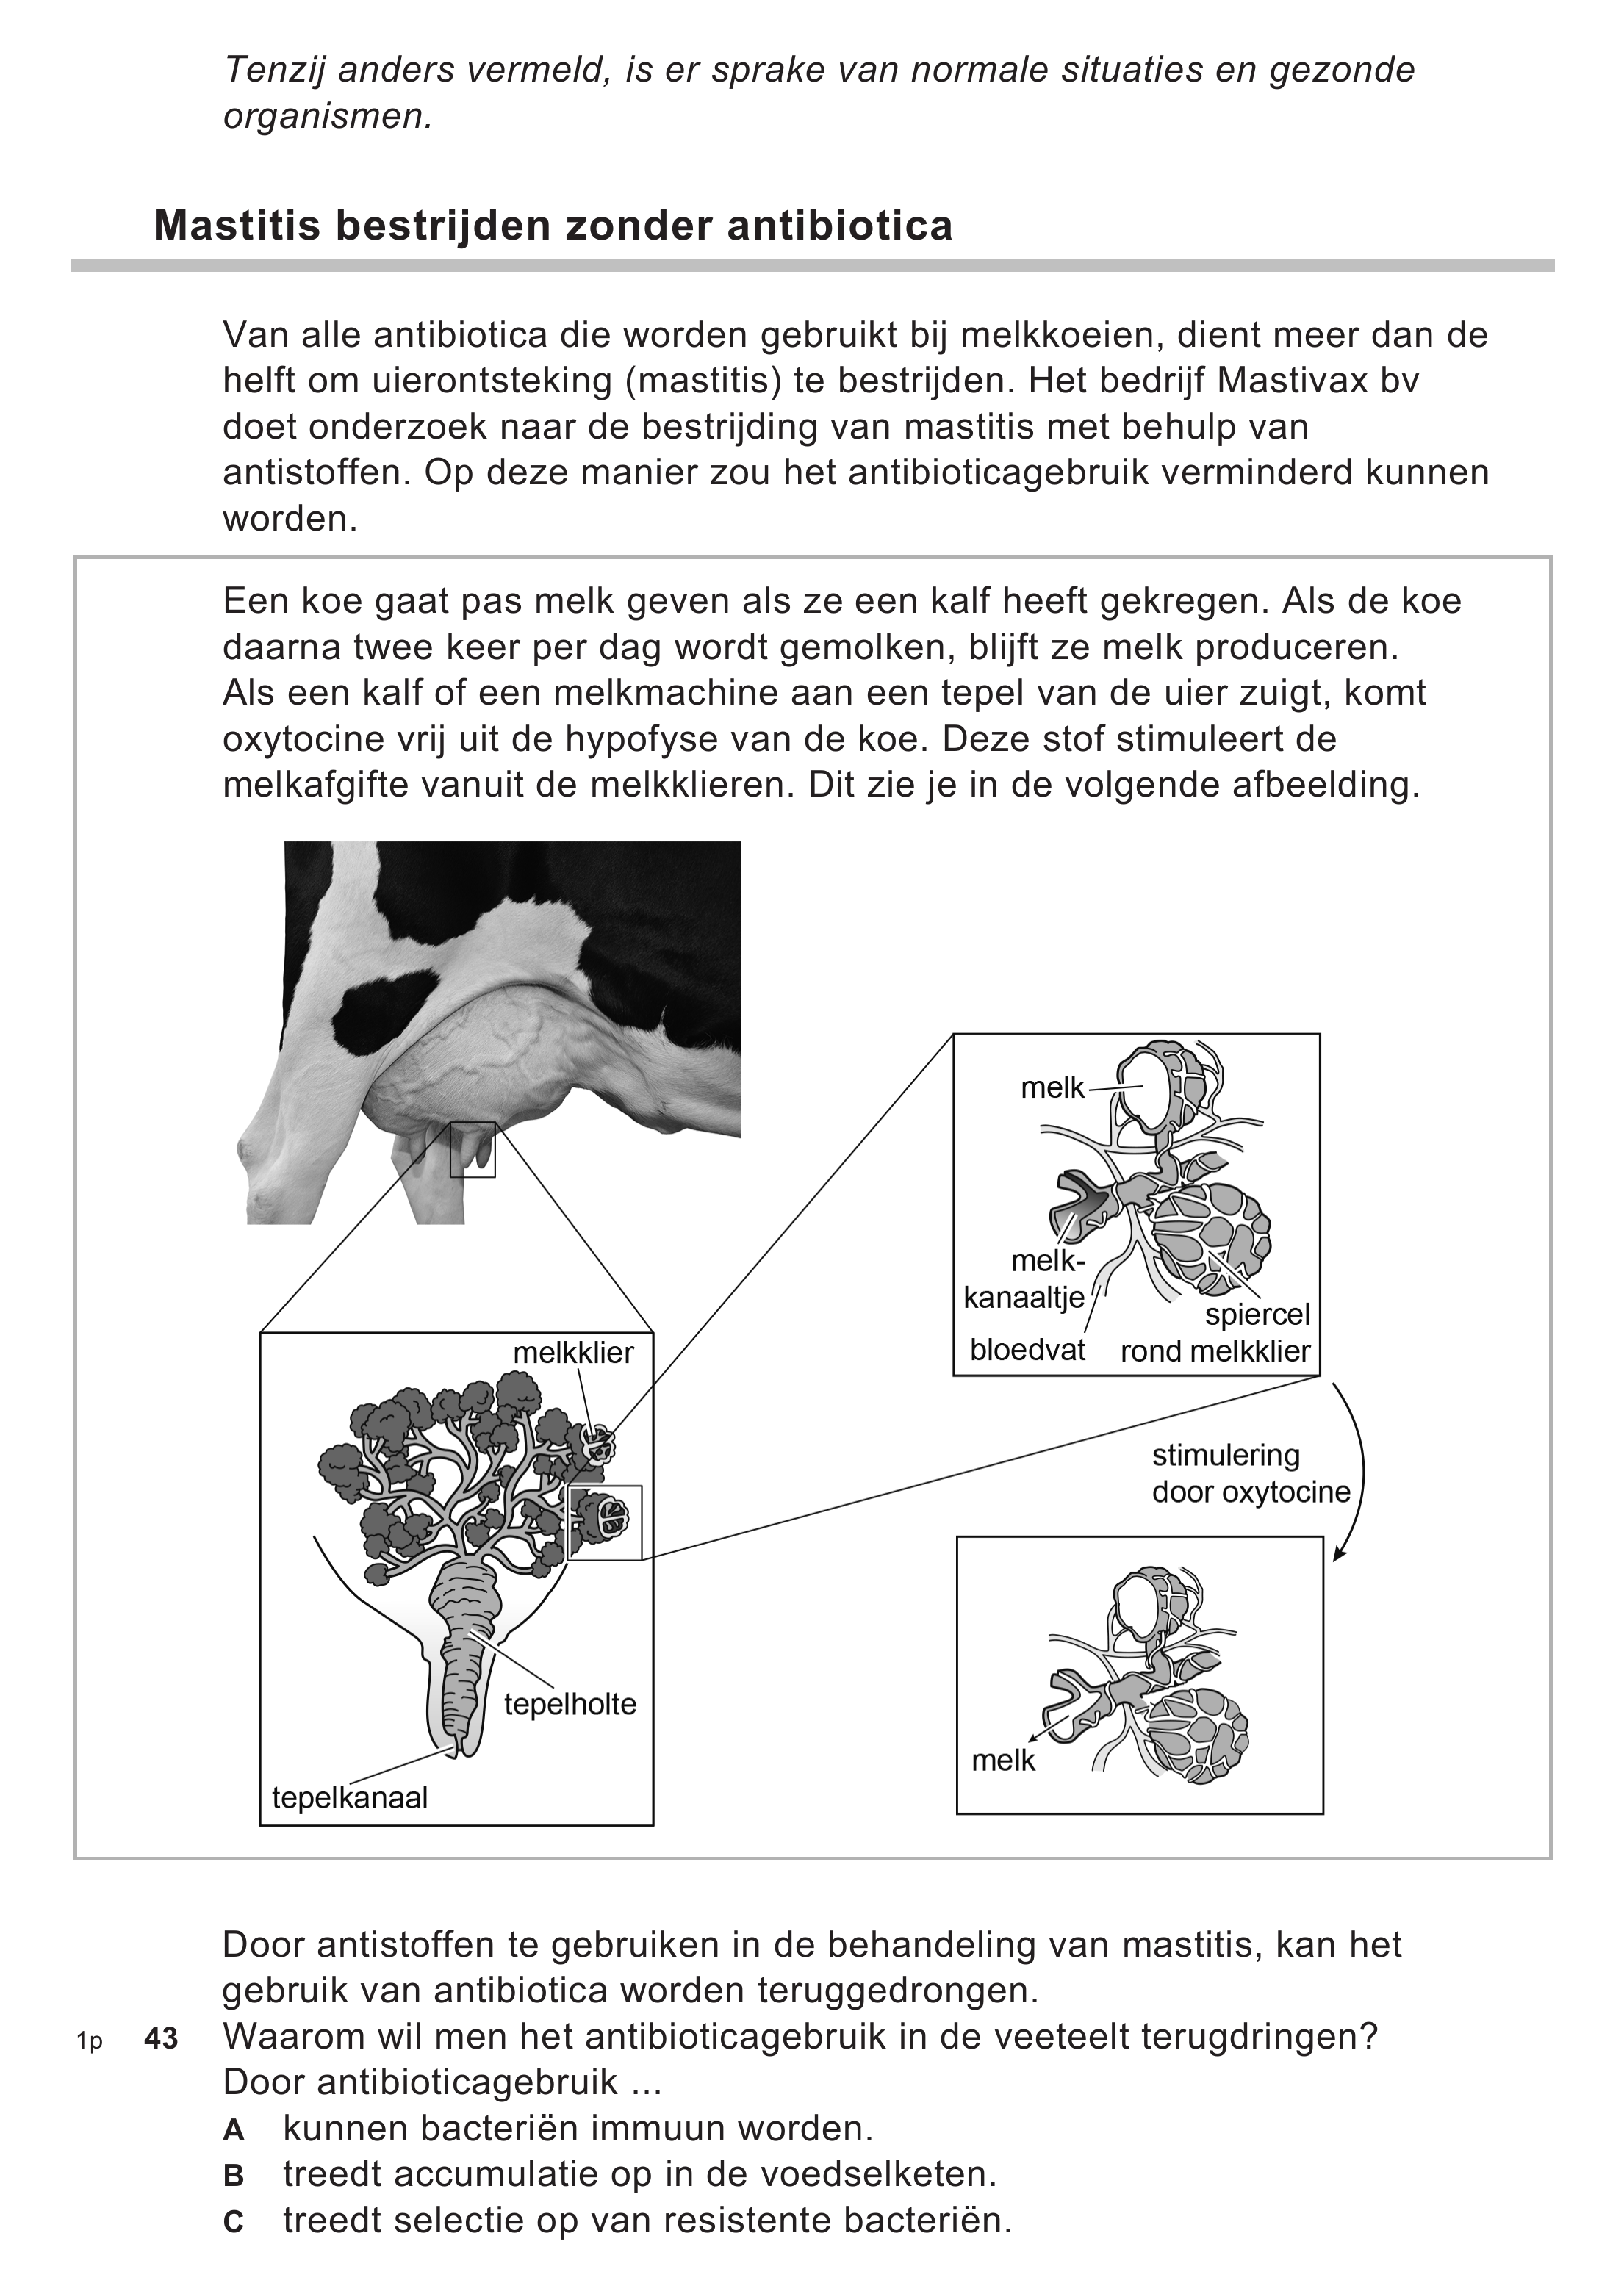 Tenzij anders vermeld, is er sprake van normale situaties en gezonde
organismen.
Mastitis bestrijden zonder antibiotica
Van alle antibiotica die worden gebruikt bij melkkoeien, dient meer dan de
helft om uierontsteking (mastitis) te bestrijden. Het bedrijf Mastivax bv
doet onderzoek naar de bestrijding van mastitis met behulp van
antistoffen. Op deze manier zou het antibioticagebruik verminderd kunnen
worden.
Een koe gaat pas melk geven als ze een kalf heeft gekregen. Als de koe
daarna twee keer per dag wordt gemolken, blijft ze melk produceren.
Als een kalf of een melkmachine aan een tepel van de uier zuigt, komt
oxytocine vrij uit de hypofyse van de koe. Deze stof stimuleert de
melkafgifte vanuit de melkklieren. Dit zie je in de volgende afbeelding.
melk
melk-
kanaaltje
bloedvat
spiercel
rond melkklier
melkklier
tepelholte
tepelkanaal
stimulering
door oxytocine
melk
Door antistoffen te gebruiken in de behandeling van mastitis, kan het
gebruik van antibiotica worden teruggedrongen.
1p 43 Waarom wil men het antibioticagebruik in de veeteelt terugdringen?
Door antibioticagebruik ...
A kunnen bacteriën immuun worden.
B treedt accumulatie op in de voedselketen.
C treedt selectie op van resistente bacteriën.